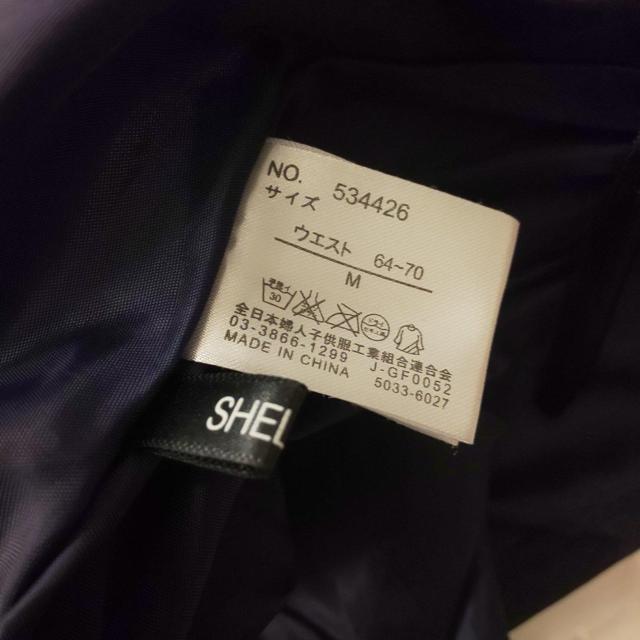 NO. 534426
サイズ
ウエスト 64-70
M
全日本婦人子供服工業組合連合会
03-3866-1299 J-GF0052
MADE IN CHINA 5033-6027
SHEL